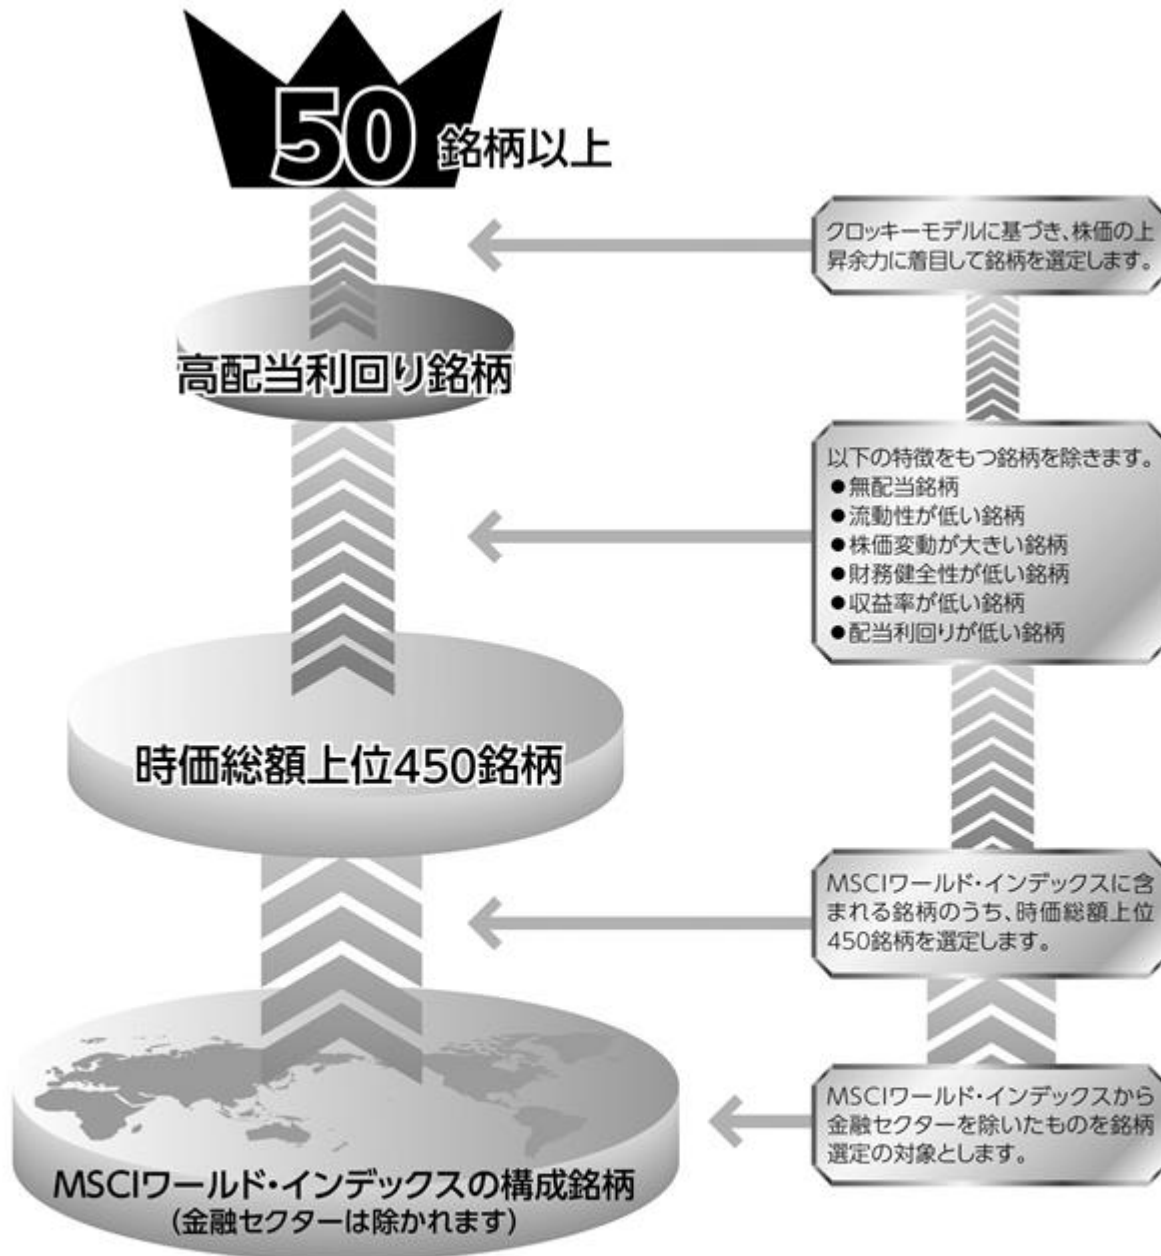 50 銘柄以上
クロッキーモデルに基づき、株価の上
昇余力に着目して銘柄を選定します。
高配当利回り銘柄
以下の特徴をもつ銘柄を除きます。
●無配当銘柄
●流動性が低い銘柄
●株価変動が大きい銘柄
●財務健全性が低い銘柄
●収益率が低い銘柄
●配当利回りが低い銘柄
時価総額上位450銘柄
MSCIワールド・インデックスに含
まれる銘柄のうち、時価総額上位
450銘柄を選定します。
MSCIワールド・インデックスから
金融セクターを除いたものを銘柄
選定の対象とします。
MSCIワールド・インデックスの構成銘柄
(金融セクターは除かれます)